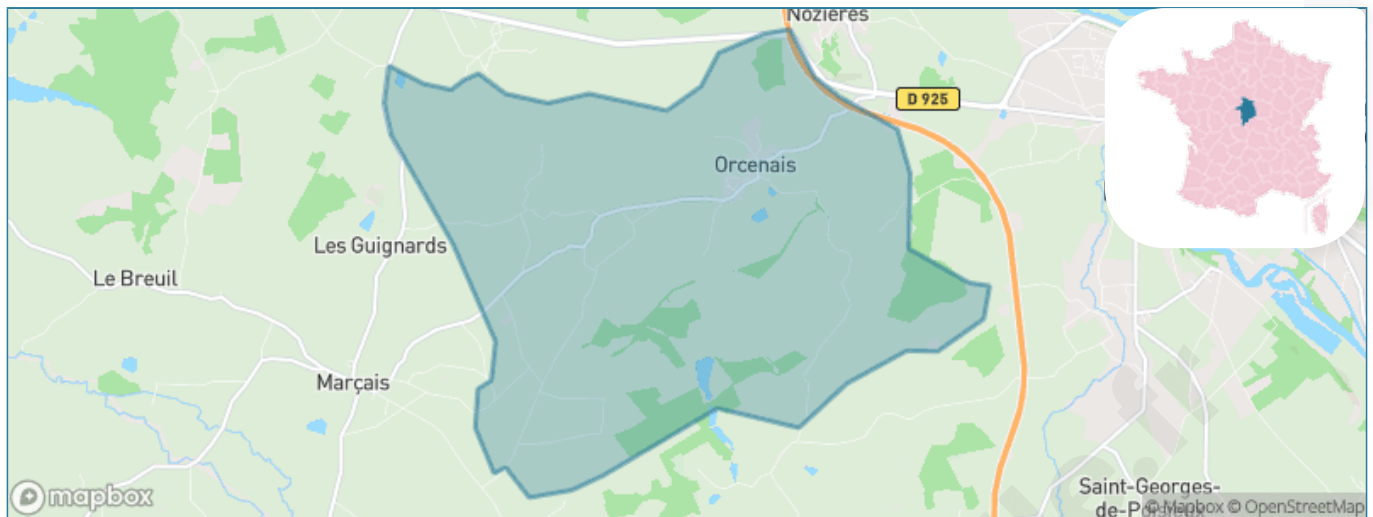 Nozières
D 925
Orcenais
Les Guignards
Le Breuil
Marçais
Saint-Georges-
de-Poisieux
mapbox
© Mapbox © OpenStreetMap